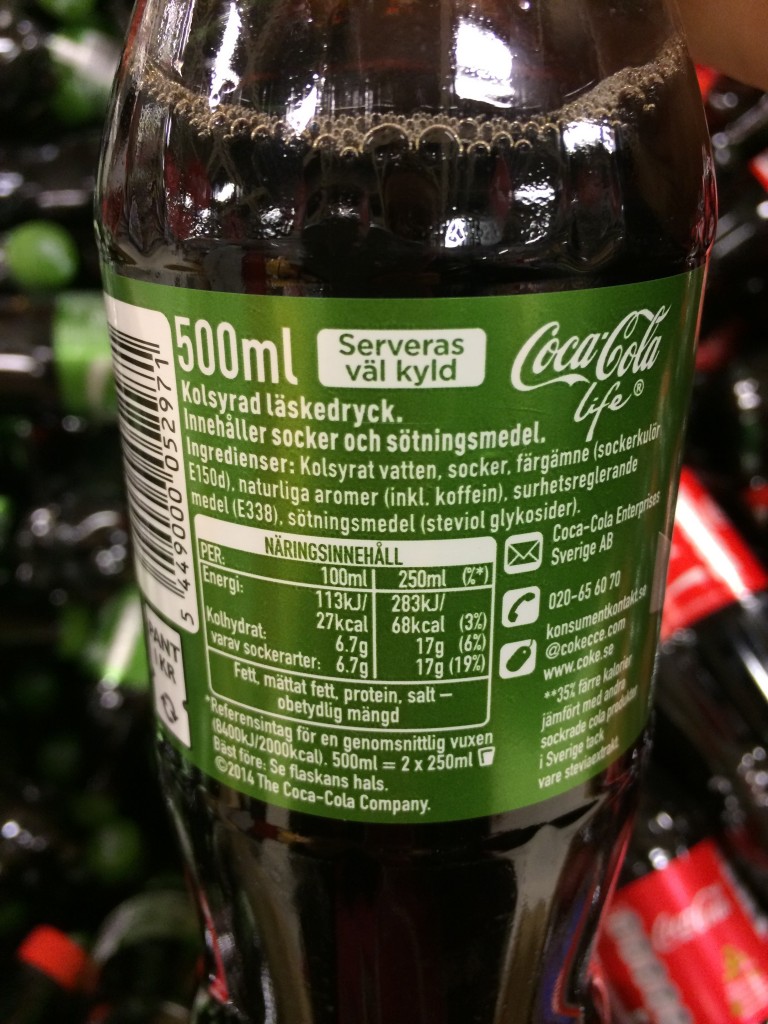 500ml
Serveras
väl kyld
Coca-Cola
life®
Kolsyrad läskedryck.
Innehåller socker och sötningsmedel.
Ingredienser: Kolsyrat vatten, socker, färgämne (sockerkulör
E150d), naturliga aromer (inkl. koffein), surhetsreglerande
medel (E338), sötningsmedel (steviol glykosider).
5 449000 052971
PANT
1 KR
NÄRINGSINNEHÅLL
PER: 100ml 250ml (%*)
Energi: 113kJ/ 283kJ/
27kcal 68kcal (3%)
Kolhydrat: 6.7g 17g (6%)
varav sockerarter: 6.7g 17g (19%)
Fett, mättat fett, protein, salt –
obetydlig mängd
*Referensintag för en genomsnittlig vuxen
(8400kJ/2000kcal). 500ml = 2 x 250ml
Bäst före: Se flaskans hals.
©2014 The Coca-Cola Company.
Coca-Cola Enterprises
Sverige AB
020-65 60 70
konsumentkontakt.se
@cokecce.com
www.coke.se
**35% färre kalorier
jämfört med andra
sockrade cola produkter
i Sverige tack
vare steviaextrakt.
Coca-Cola